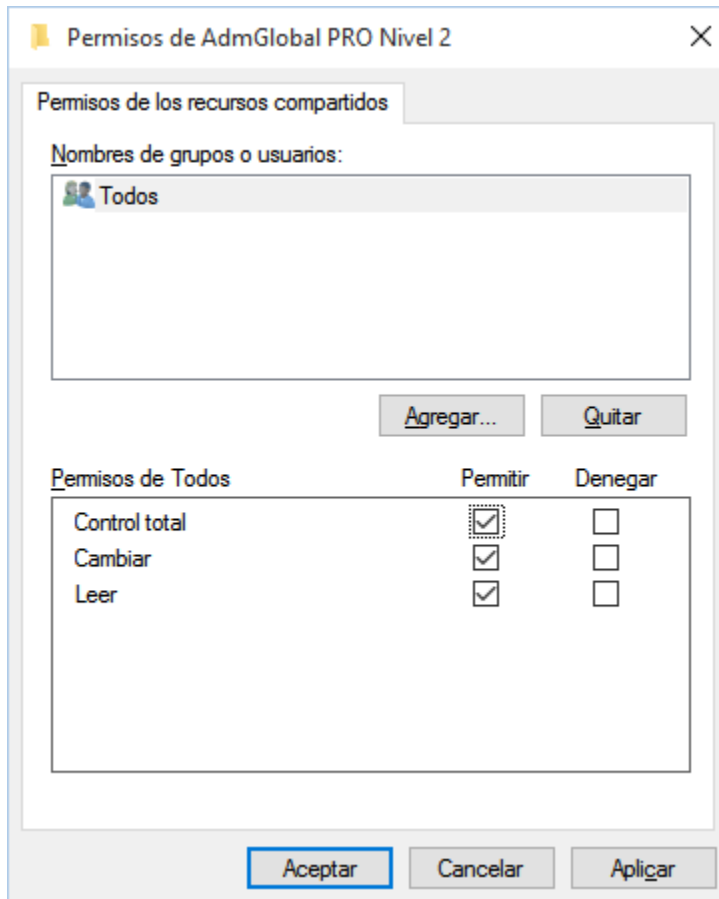 Permisos de AdmGlobal PRO Nivel 2
Permisos de los recursos compartidos
Nombres de grupos o usuarios:
Todos
Agregar... Quitar
Permisos de Todos Permitir Denegar
Control total
Cambiar
Leer
Aceptar Cancelar Aplicar